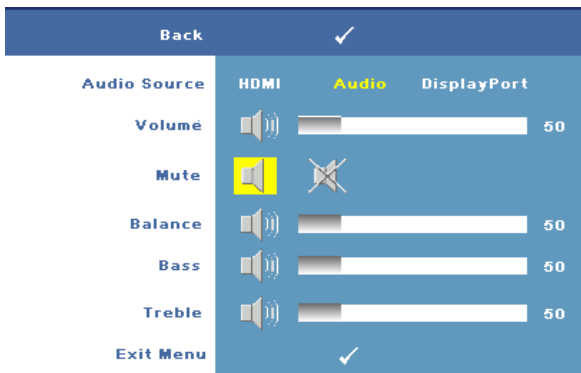 Back
Audio Source HDMI Audio DisplayPort
Volume 50
Mute
Balance 50
Bass 50
Treble 50
Exit Menu